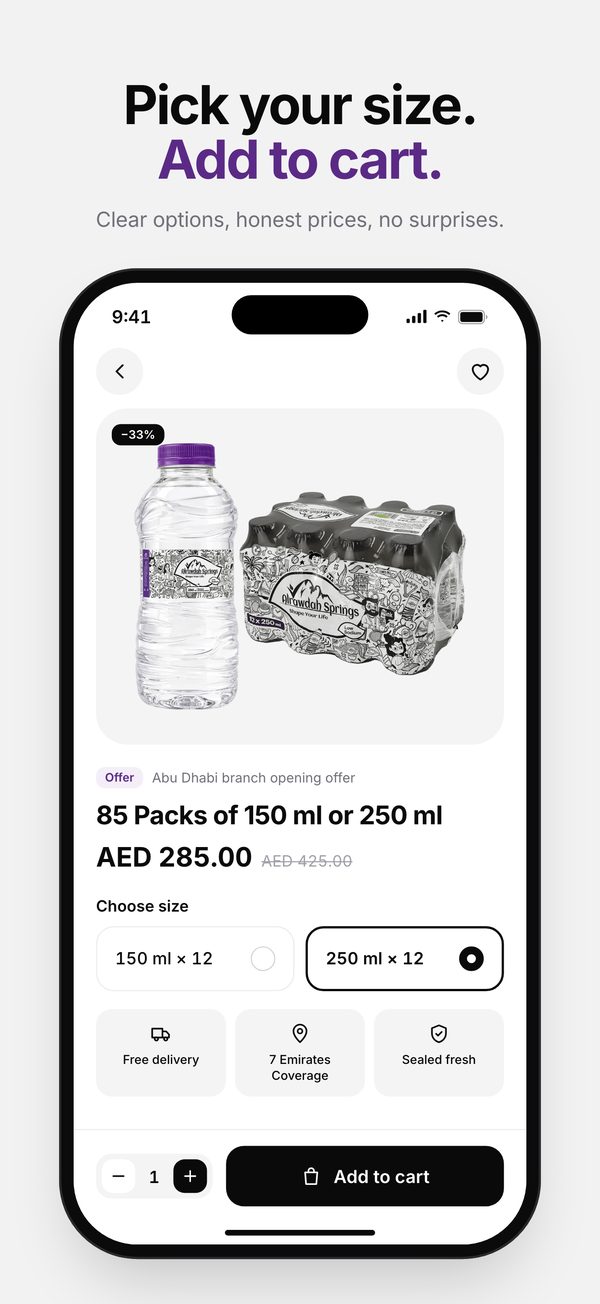 Pick your size.
Add to cart.
Clear options, honest prices, no surprises.
9:41
−33%
Alrawdah Springs
Shape Your Life
Alrawdah Springs
Shape Your Life
12 x 250 ml
Low
Sodium
Offer Abu Dhabi branch opening offer
85 Packs of 150 ml or 250 ml
AED 285.00 AED 425.00
Choose size
150 ml × 12 250 ml × 12
Free delivery
7 Emirates
Coverage
Sealed fresh
− 1 + Add to cart